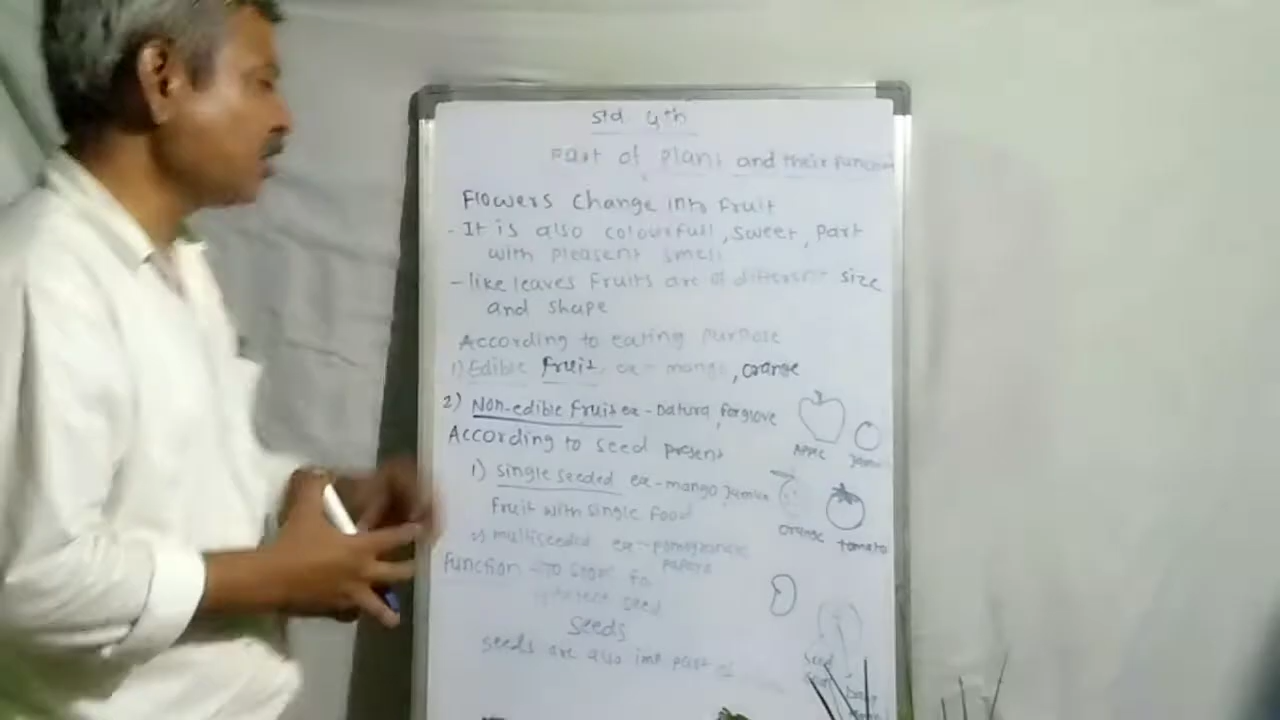 std 4th
Part of plant and their function
Flowers change into Fruit
- It is also colourfull, sweet, part
with pleasent smell
- like leaves Fruits are of different size
and shape
According to eating purpose
1) Edible fruit ex - mango, orange
2) Non-edible fruit ex - Datura, forglove
According to seed present
1) single seeded ex - mango, jumun
Fruit with single food
2) multiseeded ex - pomegranate
papaya
Function - To store fo
seed
Seeds
seeds are also imp part of
Apple
jamu
orange
tomato
Seed